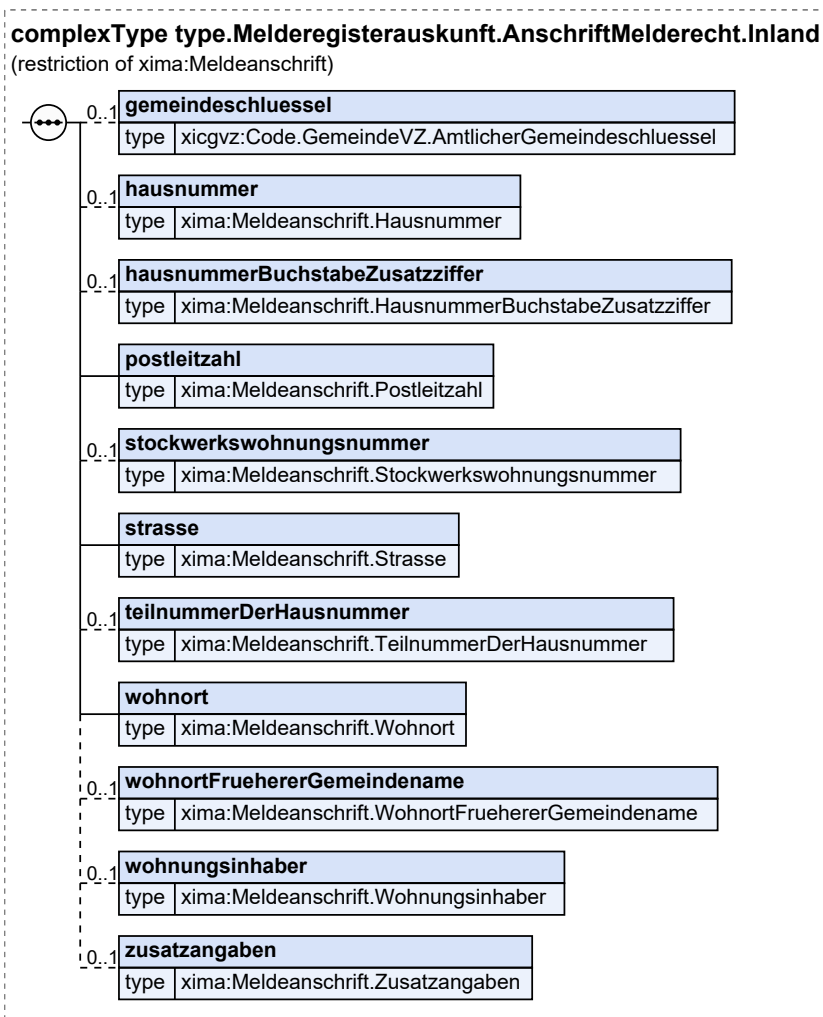 complexType type.Melderegisterauskunft.AnschriftMelderecht.Inland
(restriction of xima:Meldeanschrift)
0..1 gemeindeschluessel
type xicgvz:Code.GemeindeVZ.AmtlicherGemeindeschluessel
0..1 hausnummer
type xima:Meldeanschrift.Hausnummer
0..1 hausnummerBuchstabeZusatzziffer
type xima:Meldeanschrift.HausnummerBuchstabeZusatzziffer
postleitzahl
type xima:Meldeanschrift.Postleitzahl
0..1 stockwerkswohnungsnummer
type xima:Meldeanschrift.Stockwerkswohnungsnummer
strasse
type xima:Meldeanschrift.Strasse
0..1 teilnummerDerHausnummer
type xima:Meldeanschrift.TeilnummerDerHausnummer
wohnort
type xima:Meldeanschrift.Wohnort
0..1 wohnortFruehererGemeindename
type xima:Meldeanschrift.WohnortFruehererGemeindename
0..1 wohnungsinhaber
type xima:Meldeanschrift.Wohnungsinhaber
0..1 zusatzangaben
type xima:Meldeanschrift.Zusatzangaben